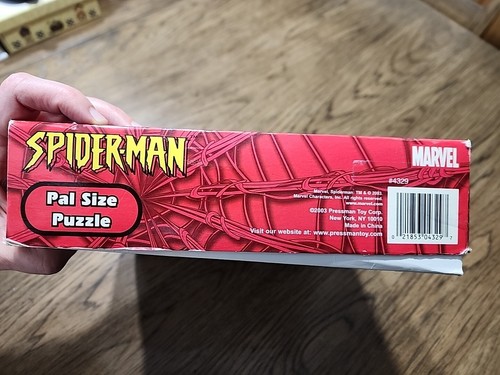 SPIDER-MAN
Pal Size
Puzzle
MARVEL
#4329
Marvel, Spiderman: TM & © 2003
Marvel Characters, Inc. All rights reserved.
www.marvel.com
©2003 Pressman Toy Corp.
New York, NY 10010
Made in China
Visit our website at: www.pressmantoy.com
0 21853 04329 7